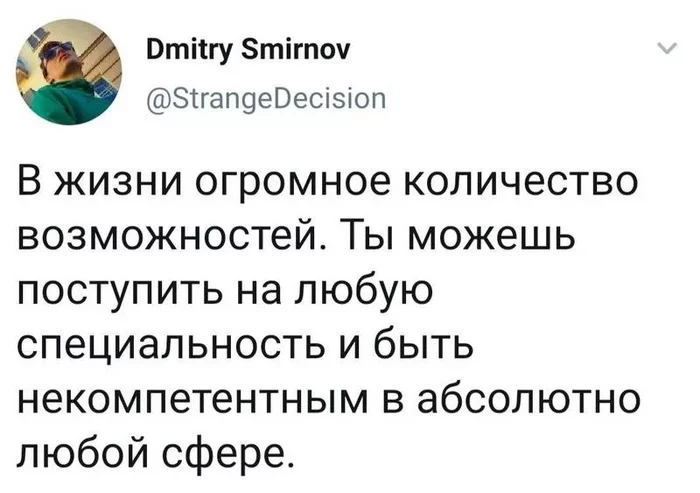 Dmitry Smirnov
@StrangeDecision
В жизни огромное количество
возможностей. Ты можешь
поступить на любую
специальность и быть
некомпетентным в абсолютно
любой сфере.